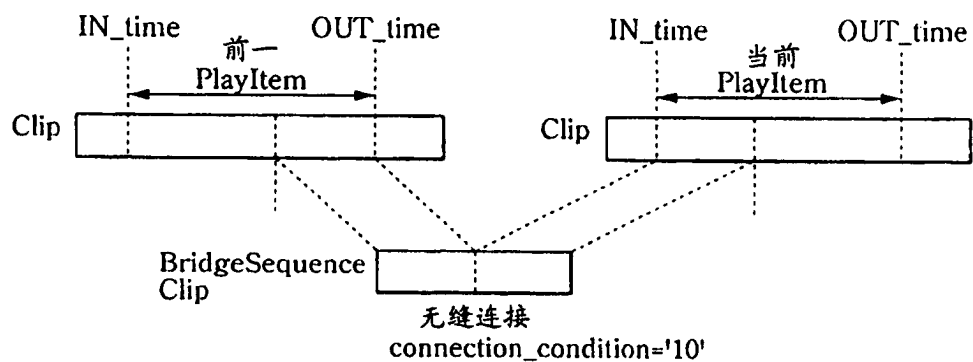 IN_time
OUT_time
前一
PlayItem
Clip
IN_time
OUT_time
当前
PlayItem
Clip
BridgeSequence
Clip
无缝连接
connection_condition='10'